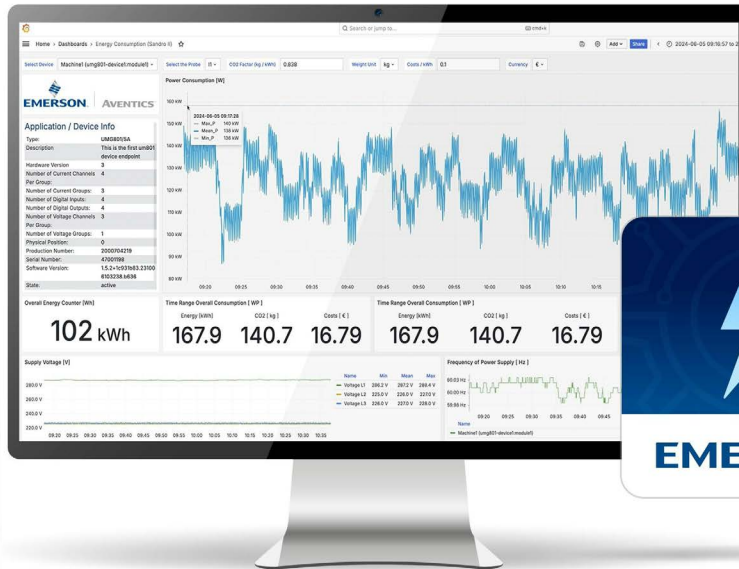 Search or jump to...
cmd+k
Home › Dashboards › Energy Consumption (Sandro II)
Add
Share
2024-06-05 09:16:57 to 2
Select Device
Machine1 (umg801-device1:module1)
Select the Probe
CO2 Factor (kg / kWh)
0.838
Weight Unit
kg
Costs / kWh
0.1
Currency
€
EMERSON
AVENTICS
Application / Device Info
Type: UMG801/SA
Description This is the first um801 device endpoint
Hardware Version 3
Number of Current Channels Per Group: 4
Number of Current Groups: 3
Number of Digital Inputs: 4
Number of Digital Outputs: 4
Number of Voltage Channels Per Group: 3
Number of Voltage Groups: 1
Physical Position: 0
Production Number: 2000704219
Serial Number: 47001198
State: active
Power Consumption [W]
160 kW
150 kW
140 kW
130 kW
120 kW
110 kW
100 kW
90 kW
80 kW
2024-06-05 09:17:26
Max_P 140 kW
Mean_P 138 kW
Min_P 136 kW
09:20 09:25 09:30 09:35 09:40 09:45 09:50 09:55 10:00 10:05 10:10 10:15
Overall Energy Counter [Wh]
102 kWh
Time Range Overall Consumption [ WP ]
Energy [kWh] CO2 [ kg ] Costs [ € ]
167.9 140.7 16.79
Time Range Overall Consumption [ WP ]
Energy (kWh) CO2 [ kg ] Costs [ € ]
167.9 140.7 16.79
Supply Voltage [V]
280.0 V
260.0 V
240.0 V
220.0 V
09:20 09:25 09:30 09:35 09:40 09:45 09:50 09:55 10:00 10:05 10:10 10:15 10:20 10:25 10:30 10:35
Name Min Mean Max
Voltage L1 286.2 V 287.2 V 288.4 V
Voltage L2 225.0 V 226.0 V 227.0 V
Voltage L3 226.0 V 227.0 V 228.0 V
Frequency of Power Supply [ Hz ]
60.03 Hz
60.00 Hz
59.98 Hz
09:20 09:25 09:30 09:35 09:40 09:45
Name
Machine1 (umg801-device1:module1)
EME